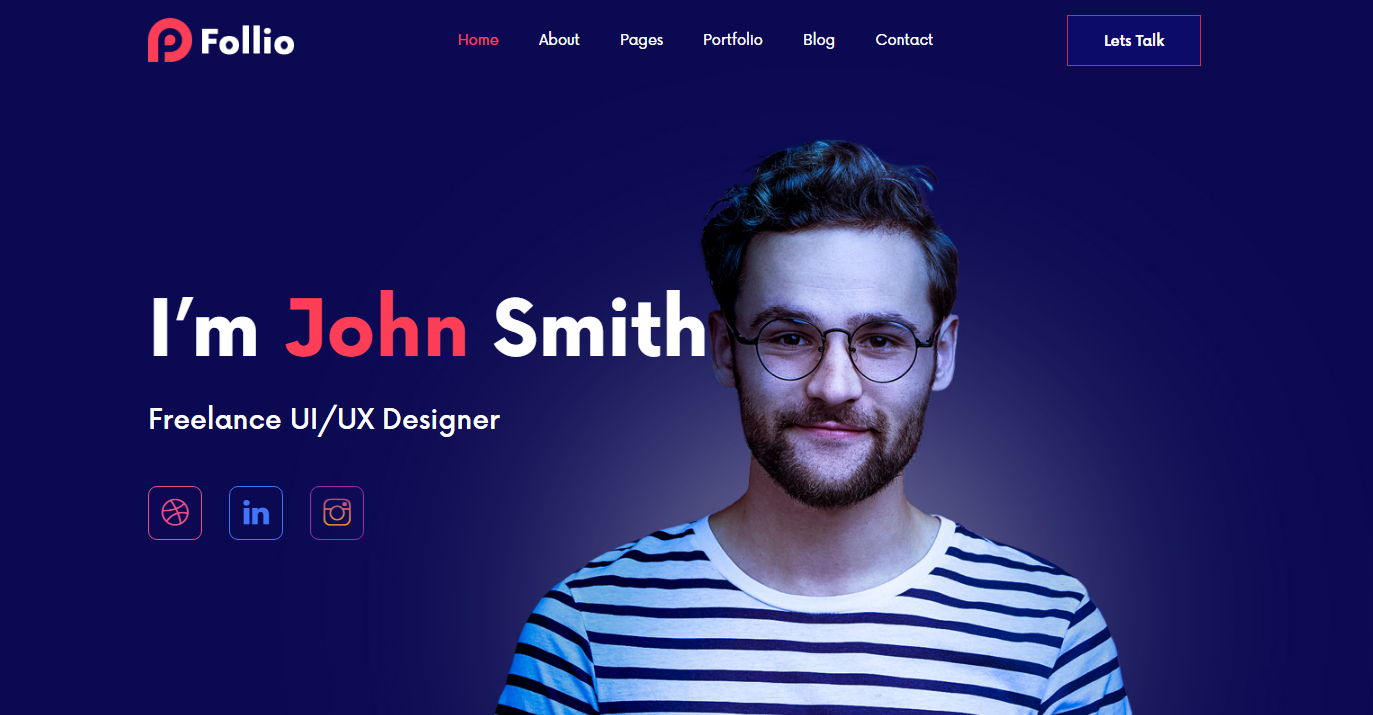 Follio
Home About Pages Portfolio Blog Contact
Lets Talk
I’m John Smith
Freelance UI/UX Designer
in